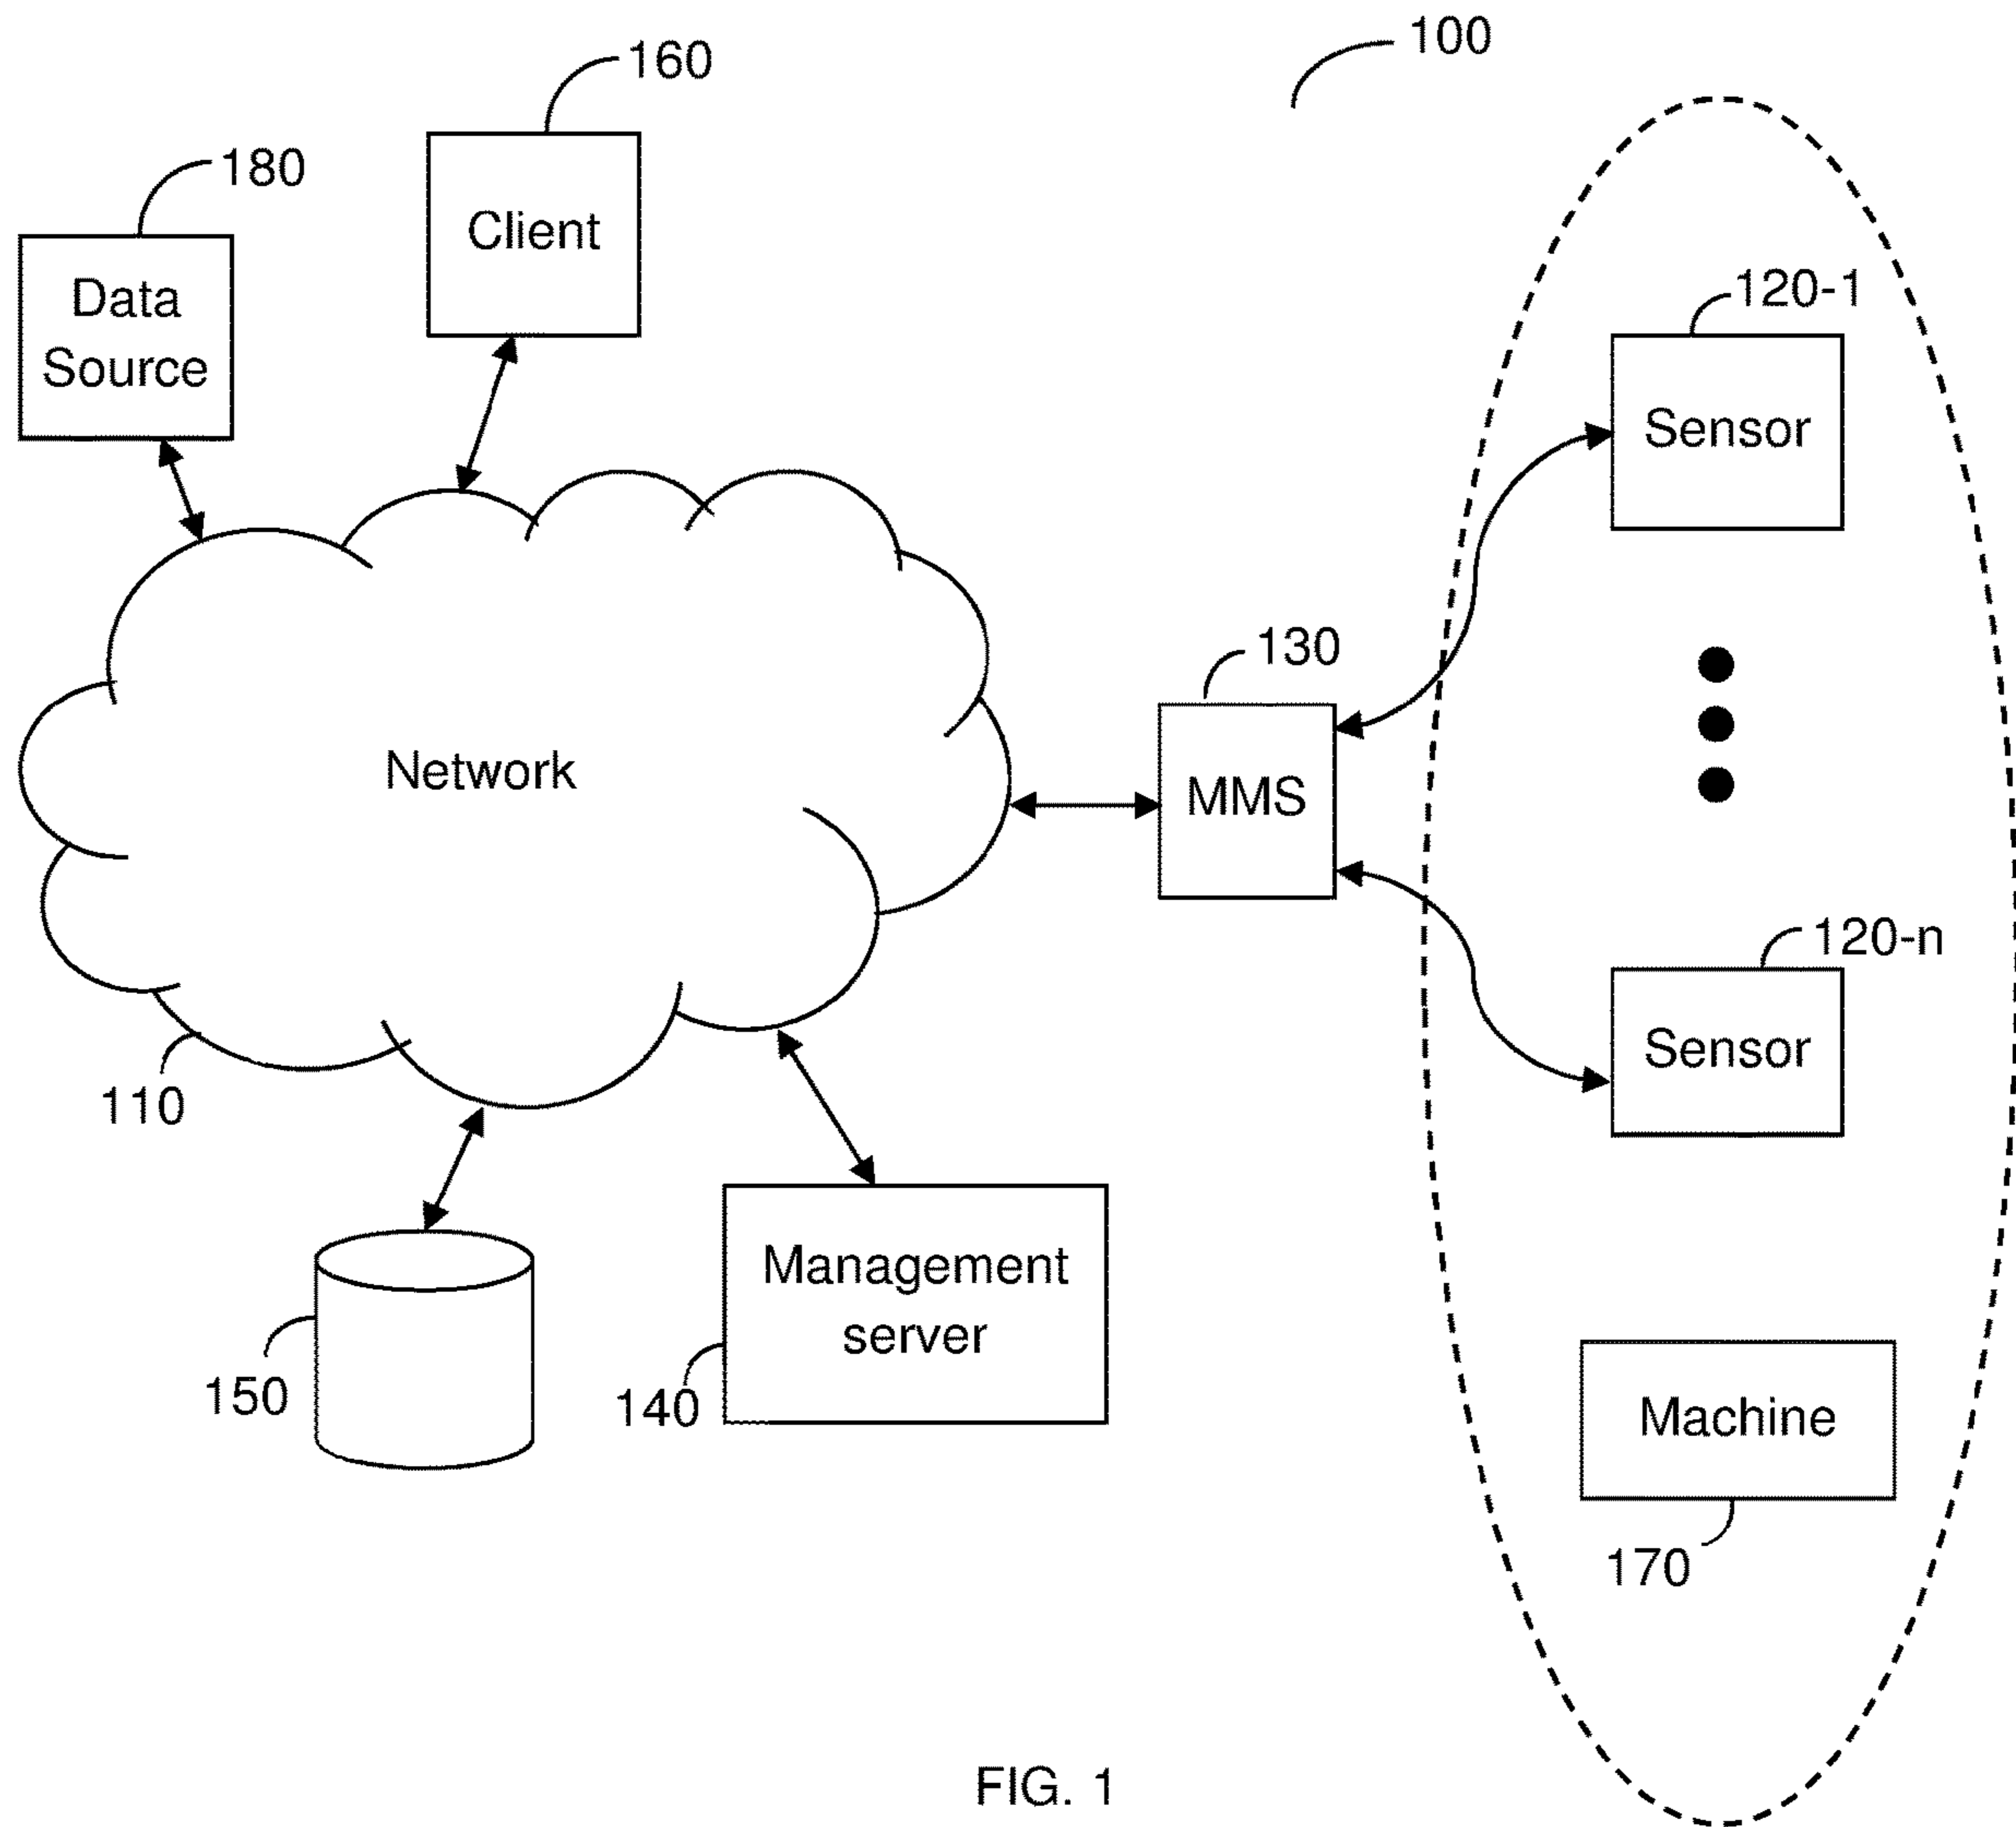 100
160
180
Client
Data
Source
120-1
Sensor
130
Network
MMS
120-n
Sensor
110
Management
server
150
140
Machine
170
FIG. 1